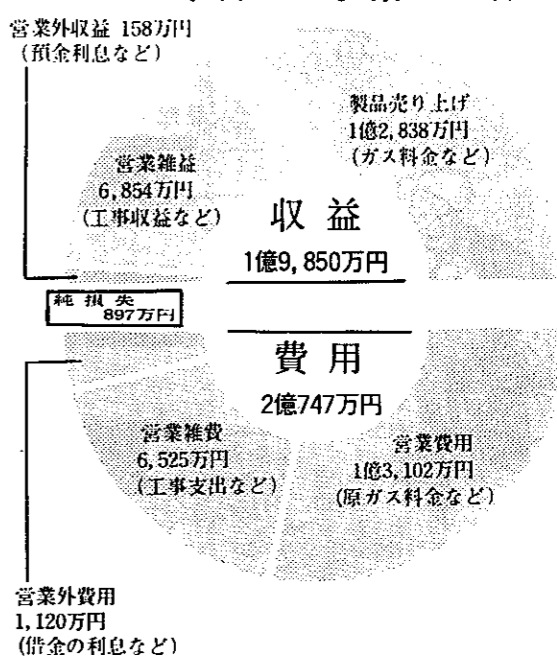 営業外収益 158万円
(預金利息など)
製品売り上げ
1億2,838万円
(ガス料金など)
営業雑益
6,854万円
(工事収益など)
収益
1億9,850万円
純損失
897万円
費用
2億747万円
営業雑費
6,525万円
(工事支出など)
営業費用
1億3,102万円
(原ガス料金など)
営業外費用
1,120万円
(借金の利息など)